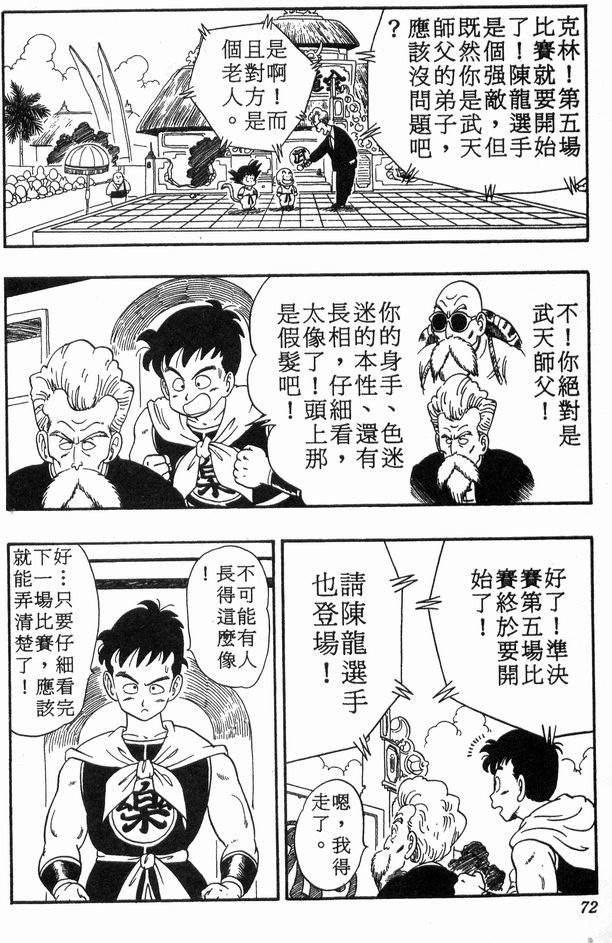 克林！第五場
比賽就要開始
了！陳龍選手
是個强敵，但
既然你是武天
師父的弟子，
應該沒問題吧
？
是啊！而
且對方是
個老人。
武
不！你絕對是
武天師父！
你的身手、色迷
迷的本性、還有
長相，仔細看，
太像了！頭上那
是假髮吧！
樂
好了！準決
賽第五場比
賽終於要開
始了！
請陳龍選手
也登場！
嗯，我得
走了。
不可能有人
長得這麼像
！
好…只要仔細看完
下一場比賽，應該
就能弄清楚了！
樂
72